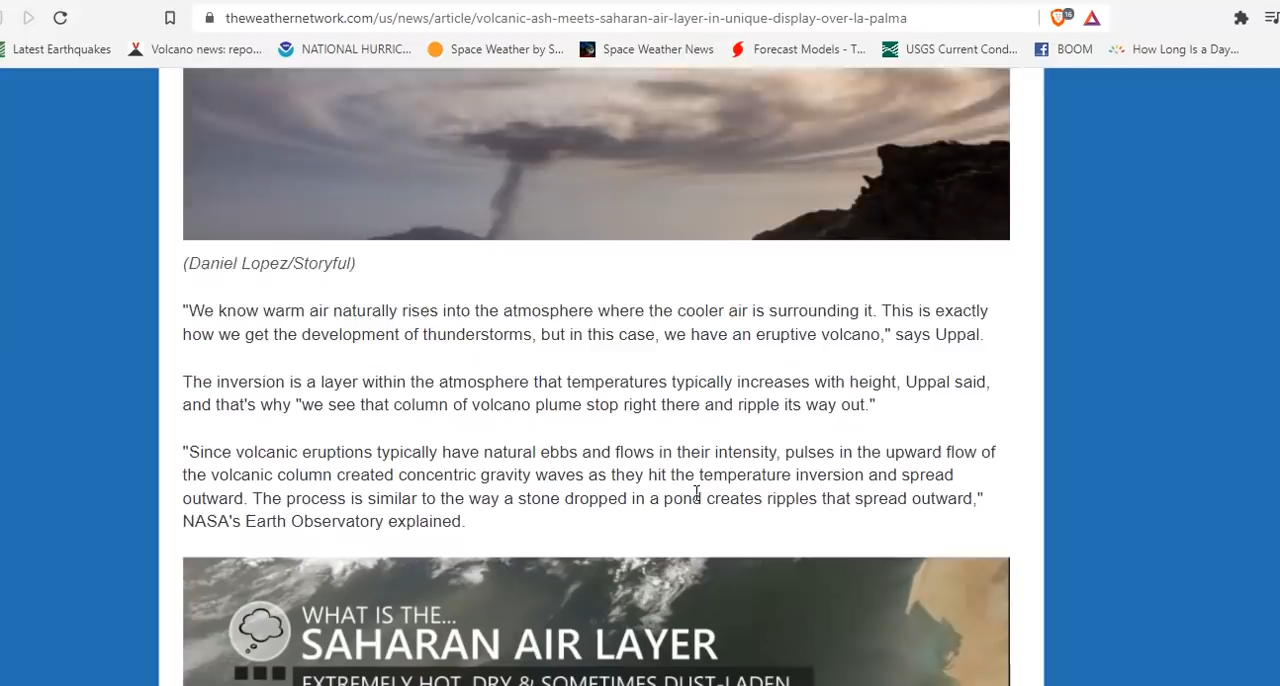 theweathernetwork.com/us/news/article/volcanic-ash-meets-saharan-air-layer-in-unique-display-over-la-palma
16
Latest Earthquakes Volcano news: repo... NATIONAL HURRIC... Space Weather by S... Space Weather News Forecast Models - T... USGS Current Cond... BOOM How Long Is a Day...
(Daniel Lopez/Storyful)
"We know warm air naturally rises into the atmosphere where the cooler air is surrounding it. This is exactly
how we get the development of thunderstorms, but in this case, we have an eruptive volcano," says Uppal.
The inversion is a layer within the atmosphere that temperatures typically increases with height, Uppal said,
and that's why "we see that column of volcano plume stop right there and ripple its way out."
"Since volcanic eruptions typically have natural ebbs and flows in their intensity, pulses in the upward flow of
the volcanic column created concentric gravity waves as they hit the temperature inversion and spread
outward. The process is similar to the way a stone dropped in a pond creates ripples that spread outward,"
NASA's Earth Observatory explained.
WHAT IS THE...
SAHARAN AIR LAYER
EXTREMELY HOT, DRY & SOMETIMES DUST-LADEN